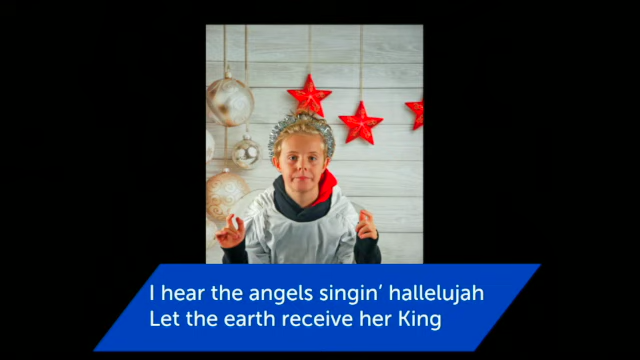 I hear the angels singin’ hallelujah
Let the earth receive her King